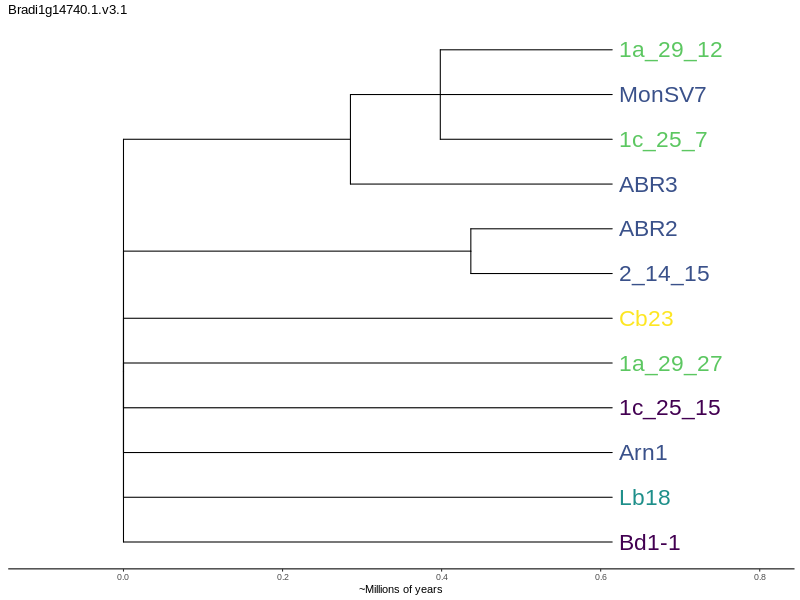 Bradi1g14740.1.v3.1
1a_29_12
MonSV7
1c_25_7
ABR3
ABR2
2_14_15
Cb23
1a_29_27
1c_25_15
Arn1
Lb18
Bd1-1
0.0 0.2 0.4 0.6 0.8
~Millions of years